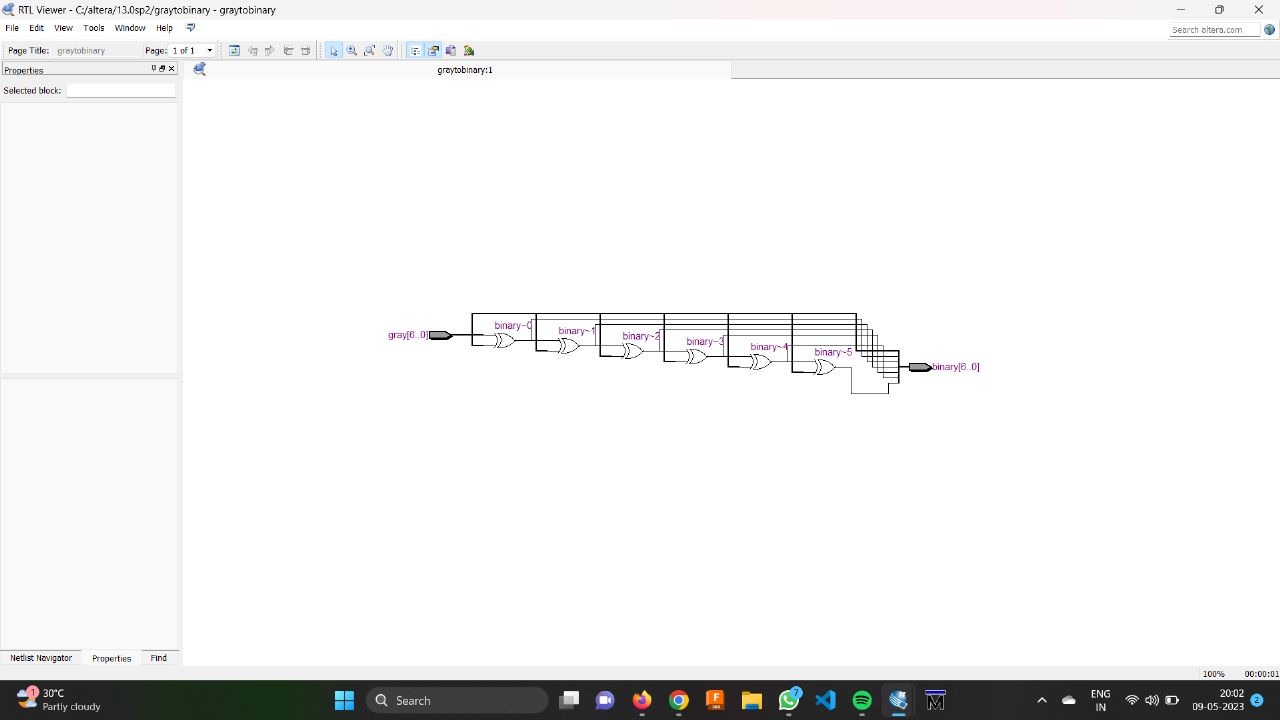 RTL Viewer - C:/altera/13.0sp2/graytobinary - graytobinary
File Edit View Tools Window Help
Search altera.com
Page Title: graytobinary Page: 1 of 1
Properties
graytobinary:1
Selected block:
gray[6..0]
binary~0
binary~1
binary~2
binary~3
binary~4
binary~5
binary[6..0]
Netlist Navigator Properties Find
100% 00:00:01
1
30°C
Partly cloudy
Search
F
360
7
ENG
IN
20:02
09-05-2023
2